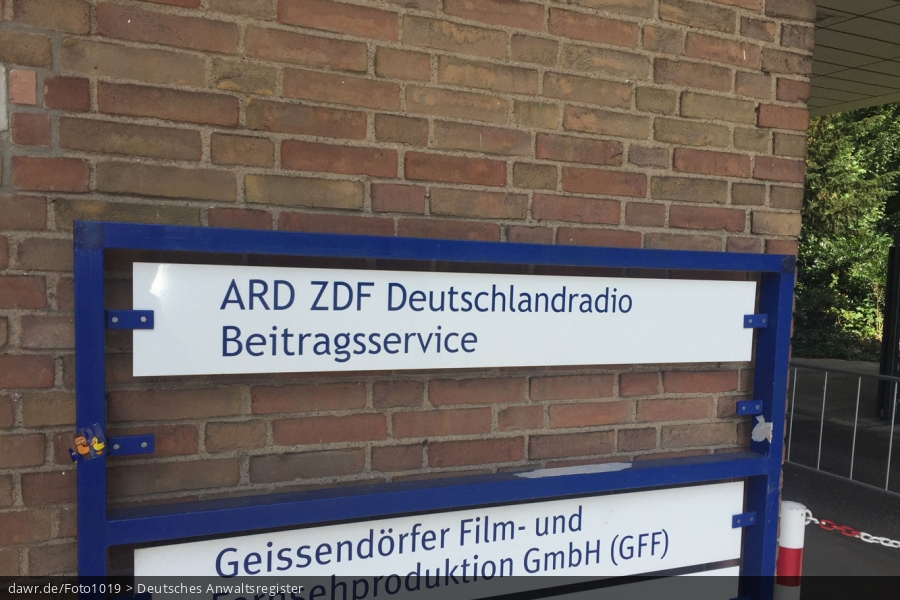 ARD ZDF Deutschlandradio
Beitragsservice
Geissendörfer Film- und
Fernsehproduktion GmbH (GFF)
dawr.de/Foto1019 > Deutsches Anwaltsregister